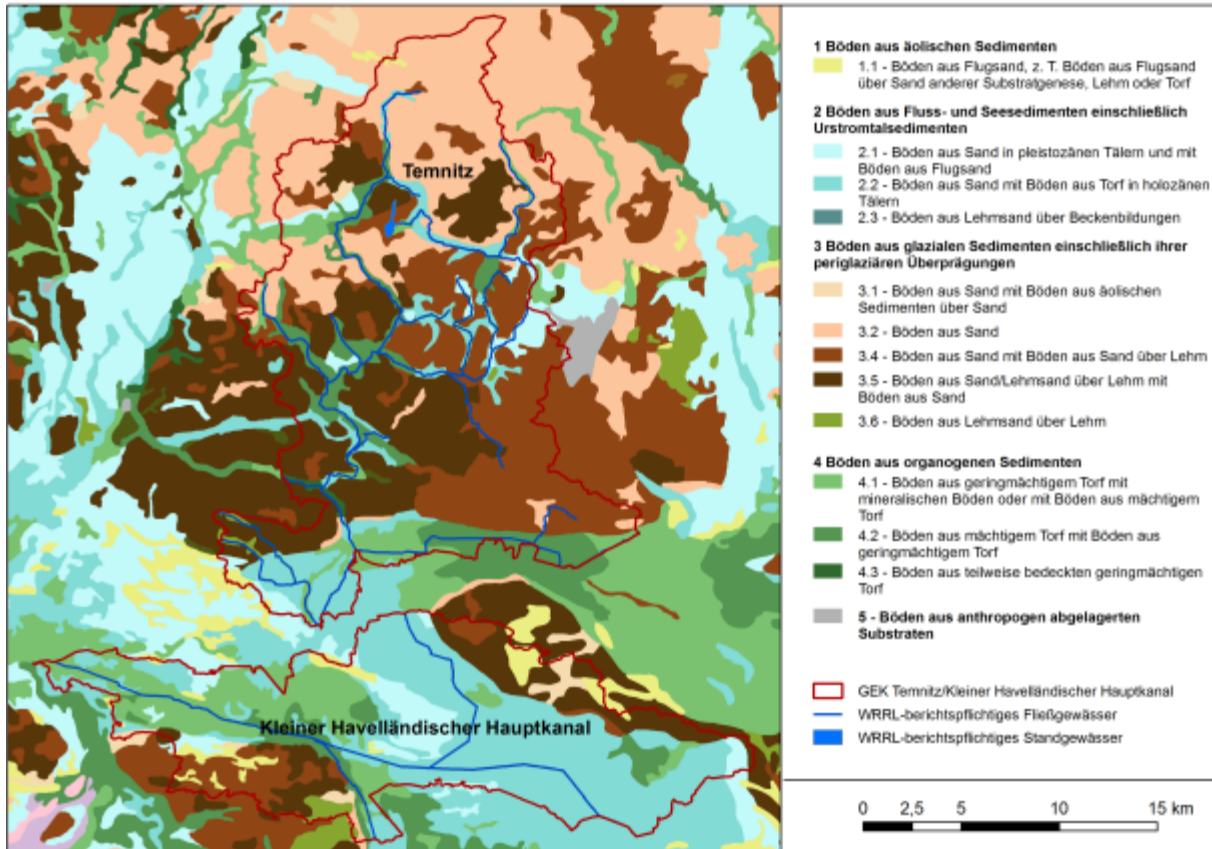 Temnitz
Kleiner Havelländischer Hauptkanal
1 Böden aus äolischen Sedimenten
1.1 - Böden aus Flugsand, z. T. Böden aus Flugsand
über Sand anderer Substratgenese, Lehm oder Torf
2 Böden aus Fluss- und Seesedimenten einschließlich
Urstromtalsedimenten
2.1 - Böden aus Sand in pleistozänen Tälern und mit
Böden aus Flugsand
2.2 - Böden aus Sand mit Böden aus Torf in holozänen
Tälern
2.3 - Böden aus Lehmsand über Beckenbildungen
3 Böden aus glazialen Sedimenten einschließlich ihrer
periglaziären Überprägungen
3.1 - Böden aus Sand mit Böden aus äolischen
Sedimenten über Sand
3.2 - Böden aus Sand
3.4 - Böden aus Sand mit Böden aus Sand über Lehm
3.5 - Böden aus Sand/Lehmsand über Lehm mit
Böden aus Sand
3.6 - Böden aus Lehmsand über Lehm
4 Böden aus organogenen Sedimenten
4.1 - Böden aus geringmächtigem Torf mit
mineralischen Böden oder mit Böden aus mächtigem
Torf
4.2 - Böden aus mächtigem Torf mit Böden aus
geringmächtigem Torf
4.3 - Böden aus teilweise bedeckten geringmächtigen
Torf
5 - Böden aus anthropogen abgelagerten
Substraten
GEK Temnitz/Kleiner Havelländischer Hauptkanal
WRRL-berichtspflichtiges Fließgewässer
WRRL-berichtspflichtiges Standgewässer
0 2,5 5 10 15 km